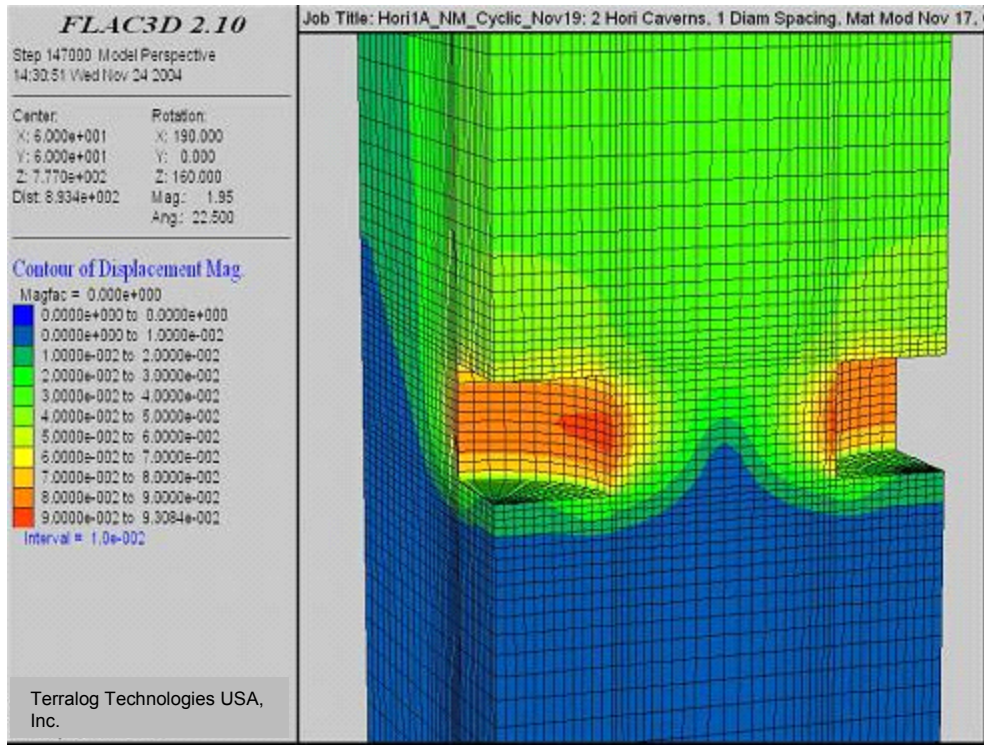 FLAC3D 2.10
Step 147000 Model Perspective
14:30:51 Wed Nov 24 2004
Center:
X: 6.000e+001
Y: 6.000e+001
Z: 7.770e+002
Dist: 8.934e+002
Rotation:
X: 190.000
Y: 0.000
Z: 160.000
Mag.: 1.95
Ang.: 22.500
Contour of Displacement Mag.
Magfac = 0.000e+000
0.0000e+000 to 0.0000e+000
0.0000e+000 to 1.0000e-002
1.0000e-002 to 2.0000e-002
2.0000e-002 to 3.0000e-002
3.0000e-002 to 4.0000e-002
4.0000e-002 to 5.0000e-002
5.0000e-002 to 6.0000e-002
6.0000e-002 to 7.0000e-002
7.0000e-002 to 8.0000e-002
8.0000e-002 to 9.0000e-002
9.0000e-002 to 9.3084e-002
Interval = 1.0e-002
Terralog Technologies USA,
Inc.
Job Title: Hori1A_NM_Cyclic_Nov19: 2 Hori Caverns, 1 Diam Spacing, Mat Mod Nov 17,